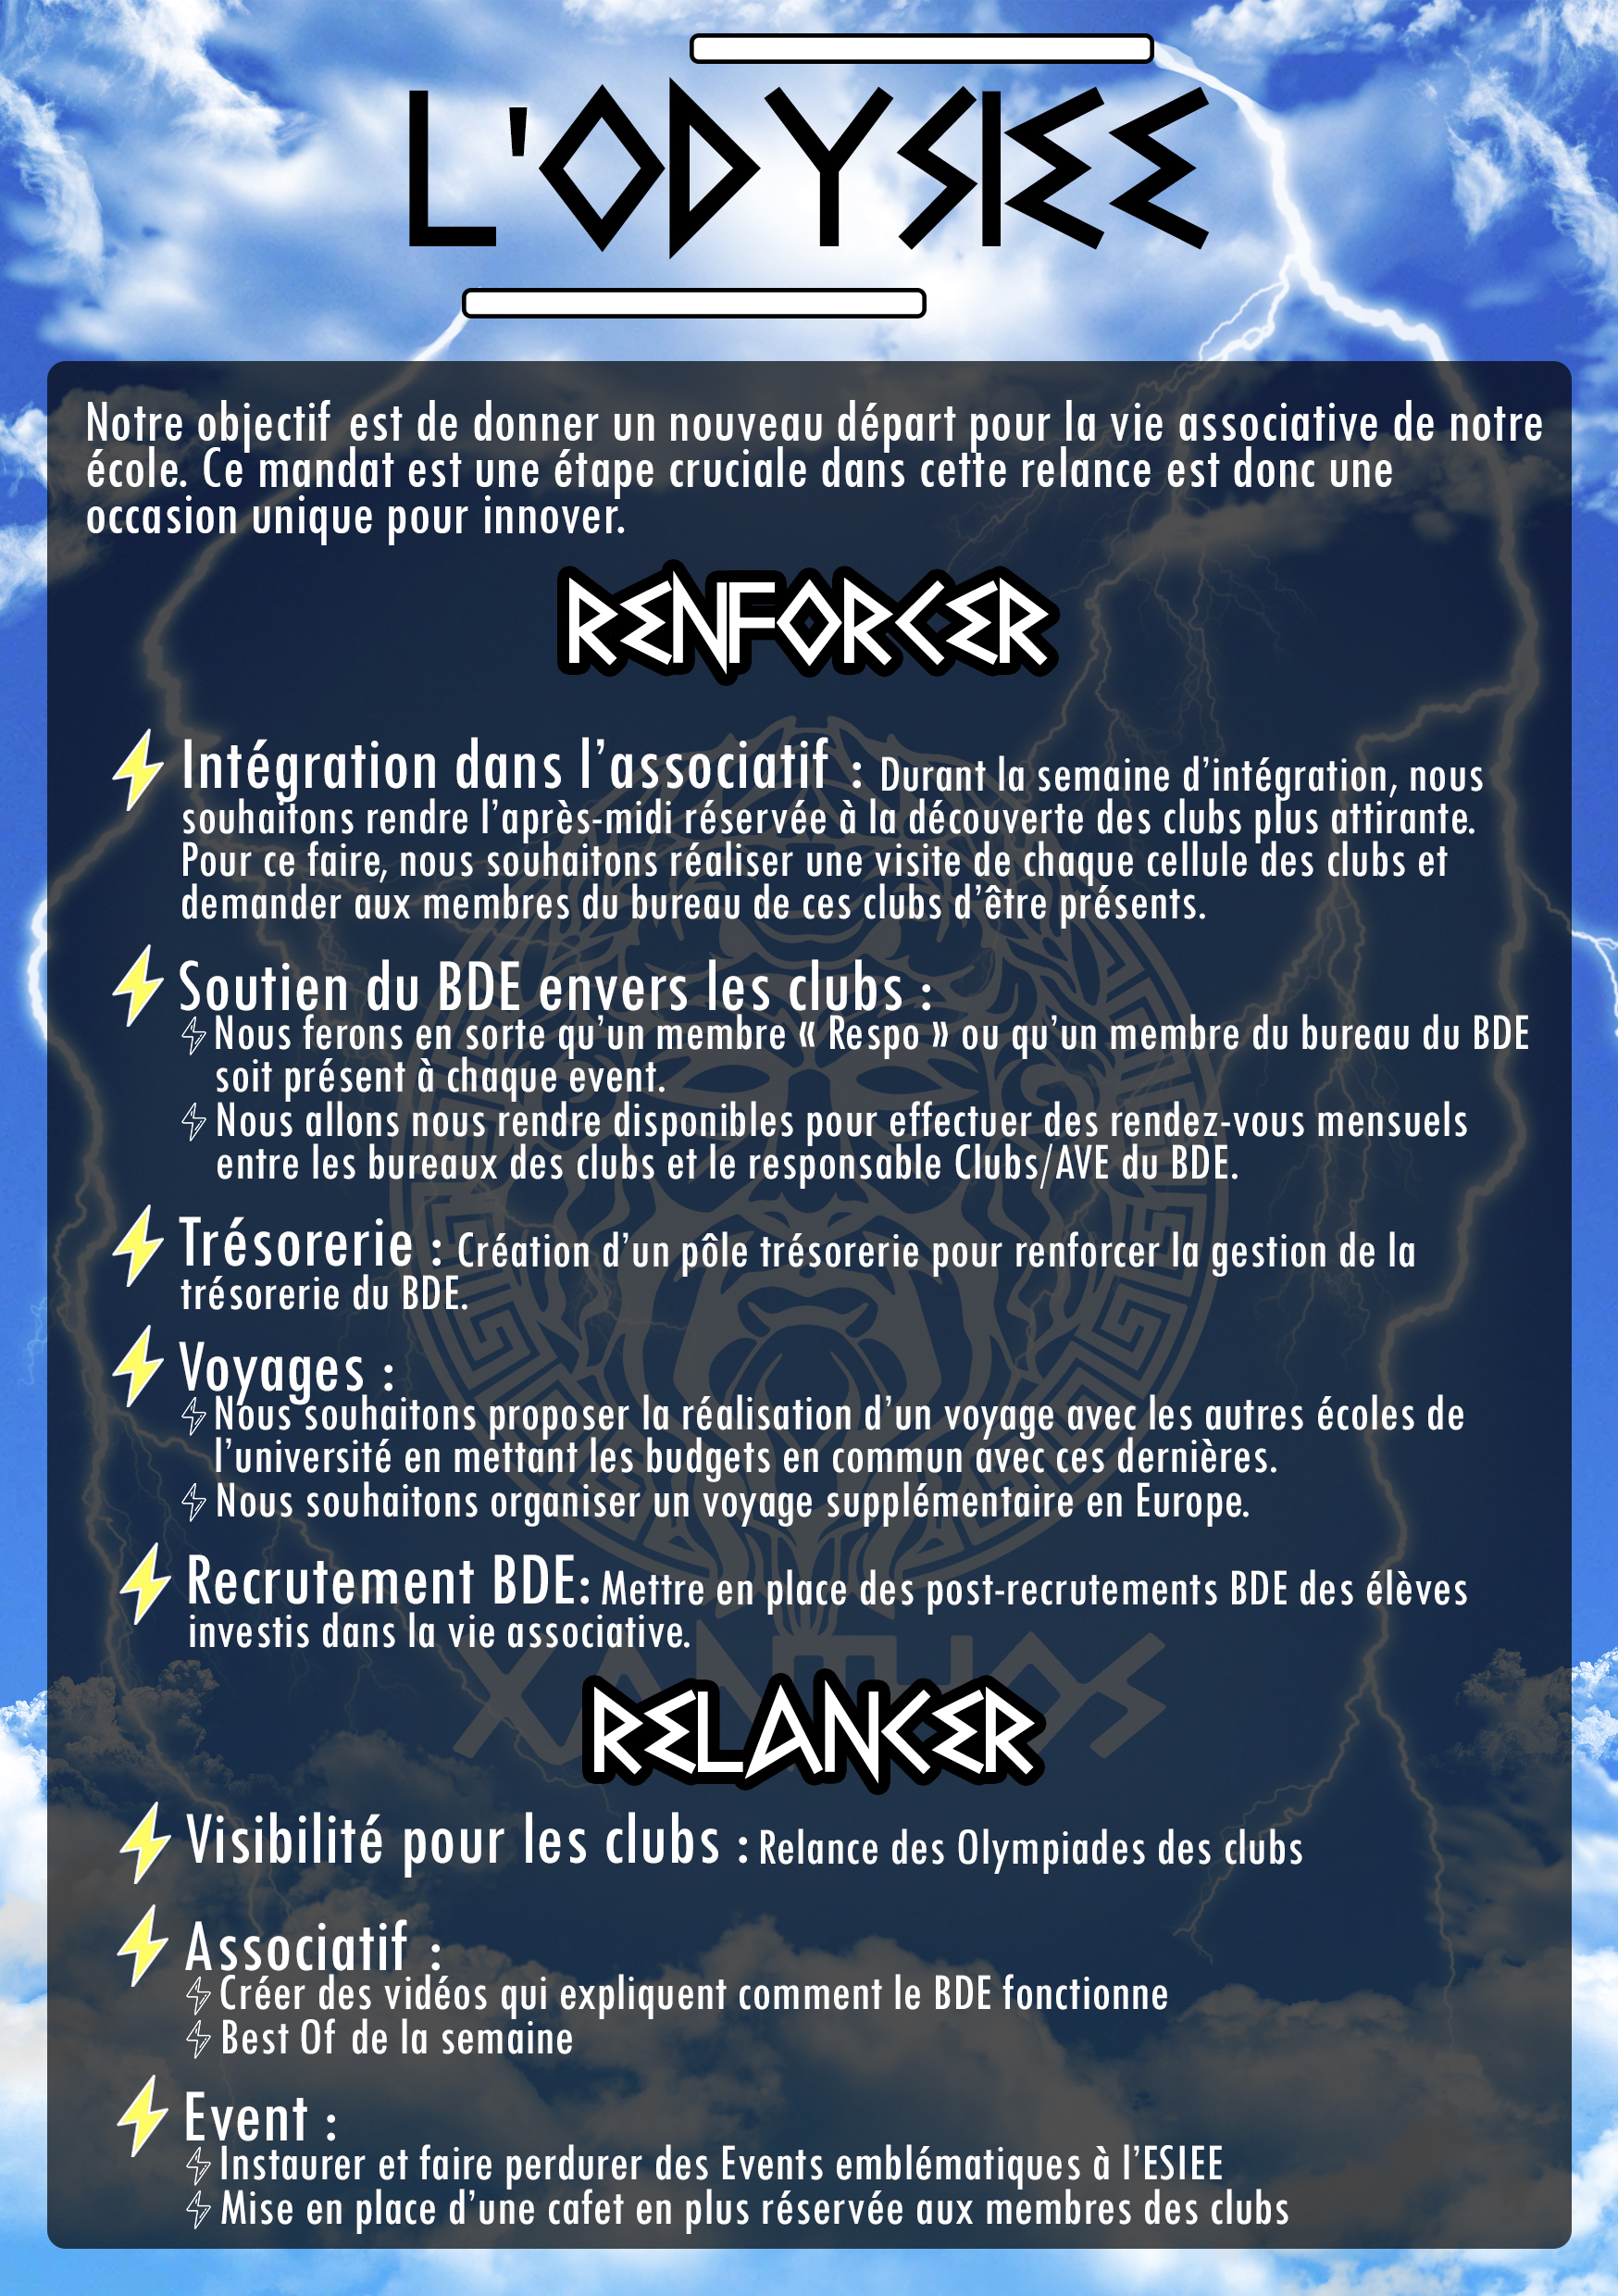 L'ODYSIEE
Notre objectif est de donner un nouveau départ pour la vie associative de notre
école. Ce mandat est une étape cruciale dans cette relance est donc une
occasion unique pour innover.
RENFORCER
Intégration dans l’associatif : Durant la semaine d’intégration, nous
souhaitons rendre l’après-midi réservée à la découverte des clubs plus attirante.
Pour ce faire, nous souhaitons réaliser une visite de chaque cellule des clubs et
demander aux membres du bureau de ces clubs d’être présents.
Soutien du BDE envers les clubs :
Nous ferons en sorte qu’un membre « Respo » ou qu’un membre du bureau du BDE
soit présent à chaque event.
Nous allons nous rendre disponibles pour effectuer des rendez-vous mensuels
entre les bureaux des clubs et le responsable Clubs/AVE du BDE.
Trésorerie : Création d’un pôle trésorerie pour renforcer la gestion de la
trésorerie du BDE.
Voyages :
Nous souhaitons proposer la réalisation d’un voyage avec les autres écoles de
l’université en mettant les budgets en commun avec ces dernières.
Nous souhaitons organiser un voyage supplémentaire en Europe.
Recrutement BDE: Mettre en place des post-recrutements BDE des élèves
investis dans la vie associative.
RELANCER
Visibilité pour les clubs : Relance des Olympiades des clubs
Associatif :
Créer des vidéos qui expliquent comment le BDE fonctionne
Best Of de la semaine
Event :
Instaurer et faire perdurer des Events emblématiques à l’ESIEE
Mise en place d’une cafet en plus réservée aux membres des clubs